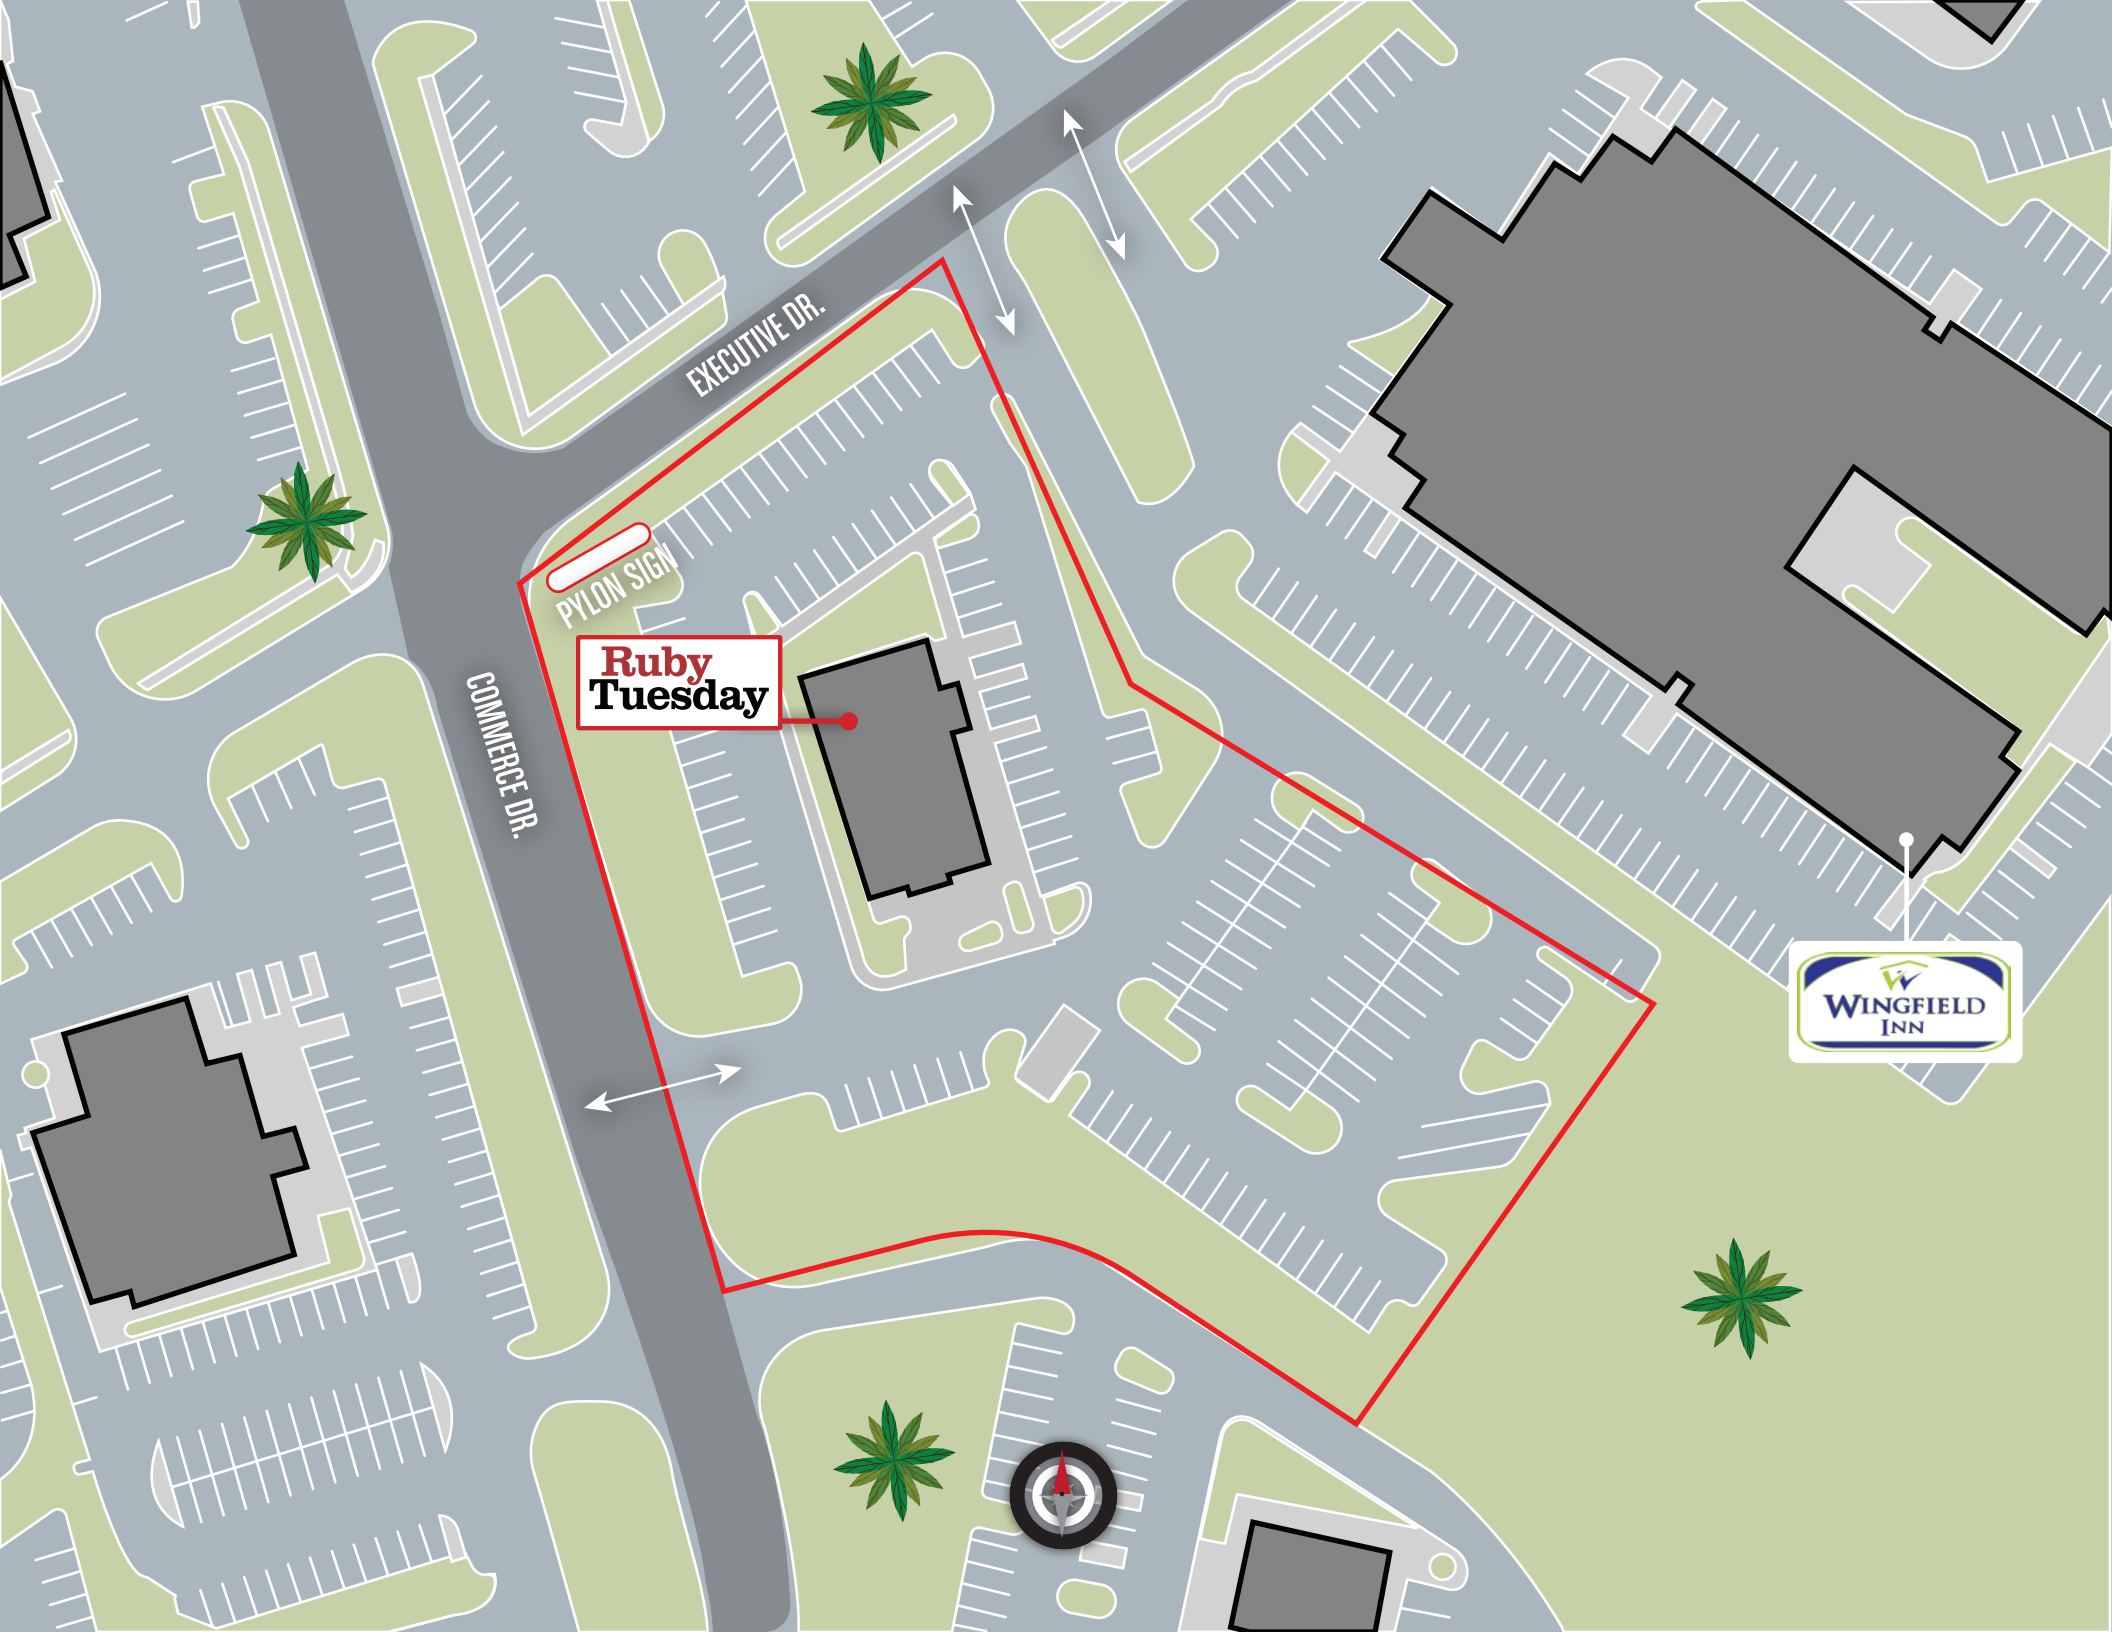 EXECUTIVE DR.
PYLON SIGN
Ruby
Tuesday
COMMERCE DR.
WINGFIELD
INN